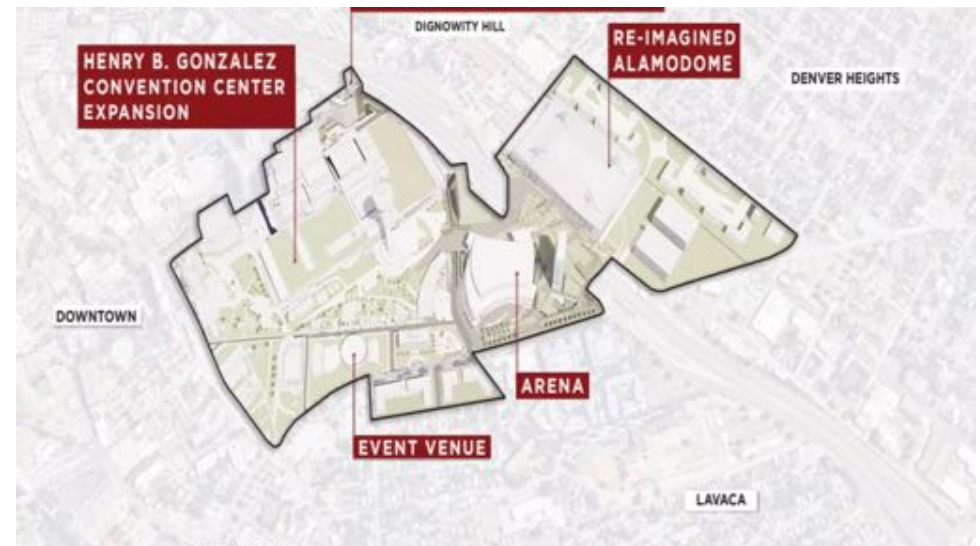 DIGNOWITY HILL
HENRY B. GONZALEZ
CONVENTION CENTER
EXPANSION
RE-IMAGINED
ALAMODOME
DENVER HEIGHTS
DOWNTOWN
ARENA
EVENT VENUE
LAVACA